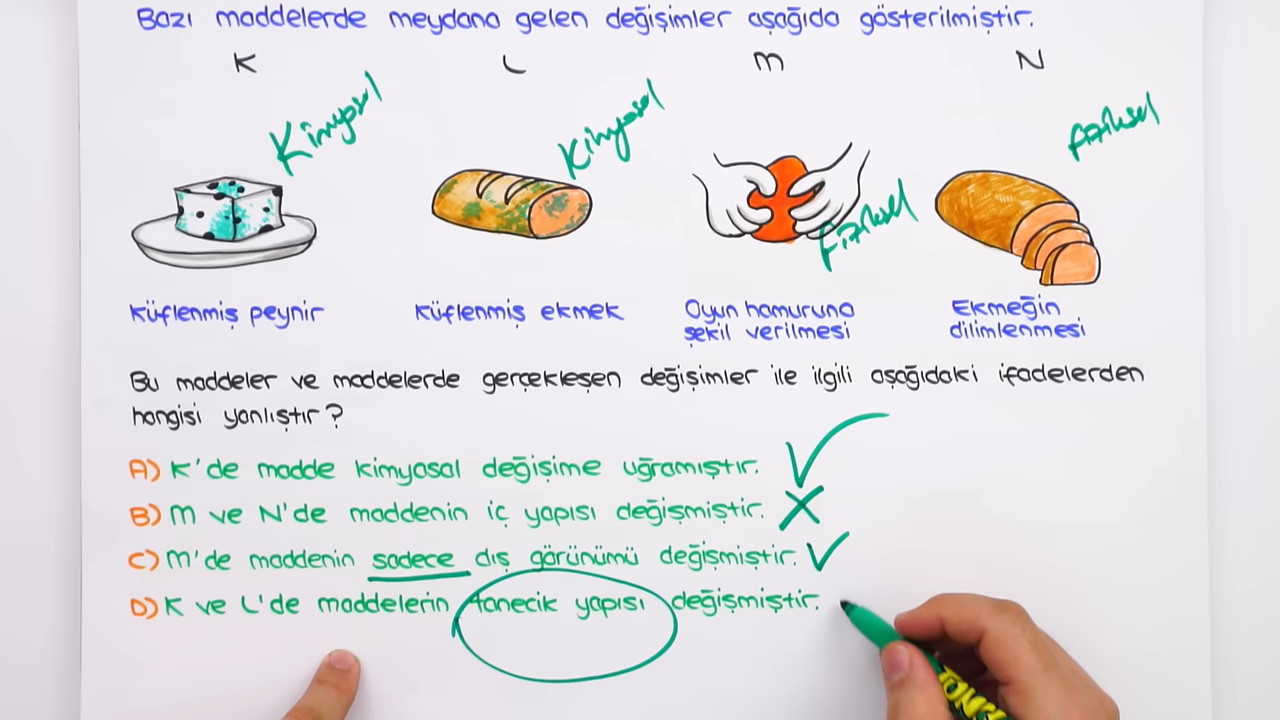 Bazı maddelerde meydana gelen değişimler aşağıda gösterilmiştir.
K L M N
Kimyasal Kimyasal Fiziksel fiziksel
Küflenmiş peynir
Küflenmiş ekmek
Oyun hamuruna
şekil verilmesi
Ekmeğin
dilimlenmesi
Bu maddeler ve maddelerde gerçekleşen değişimler ile ilgili aşağıdaki ifadelerden
hangisi yanlıştır?
A) K'de madde kimyasal değişime uğramıştır.
B) M ve N'de maddenin iç yapısı değişmiştir.
C) M'de maddenin sadece dış görünümü değişmiştir.
D) K ve L'de maddelerin tanecik yapısı değişmiştir.